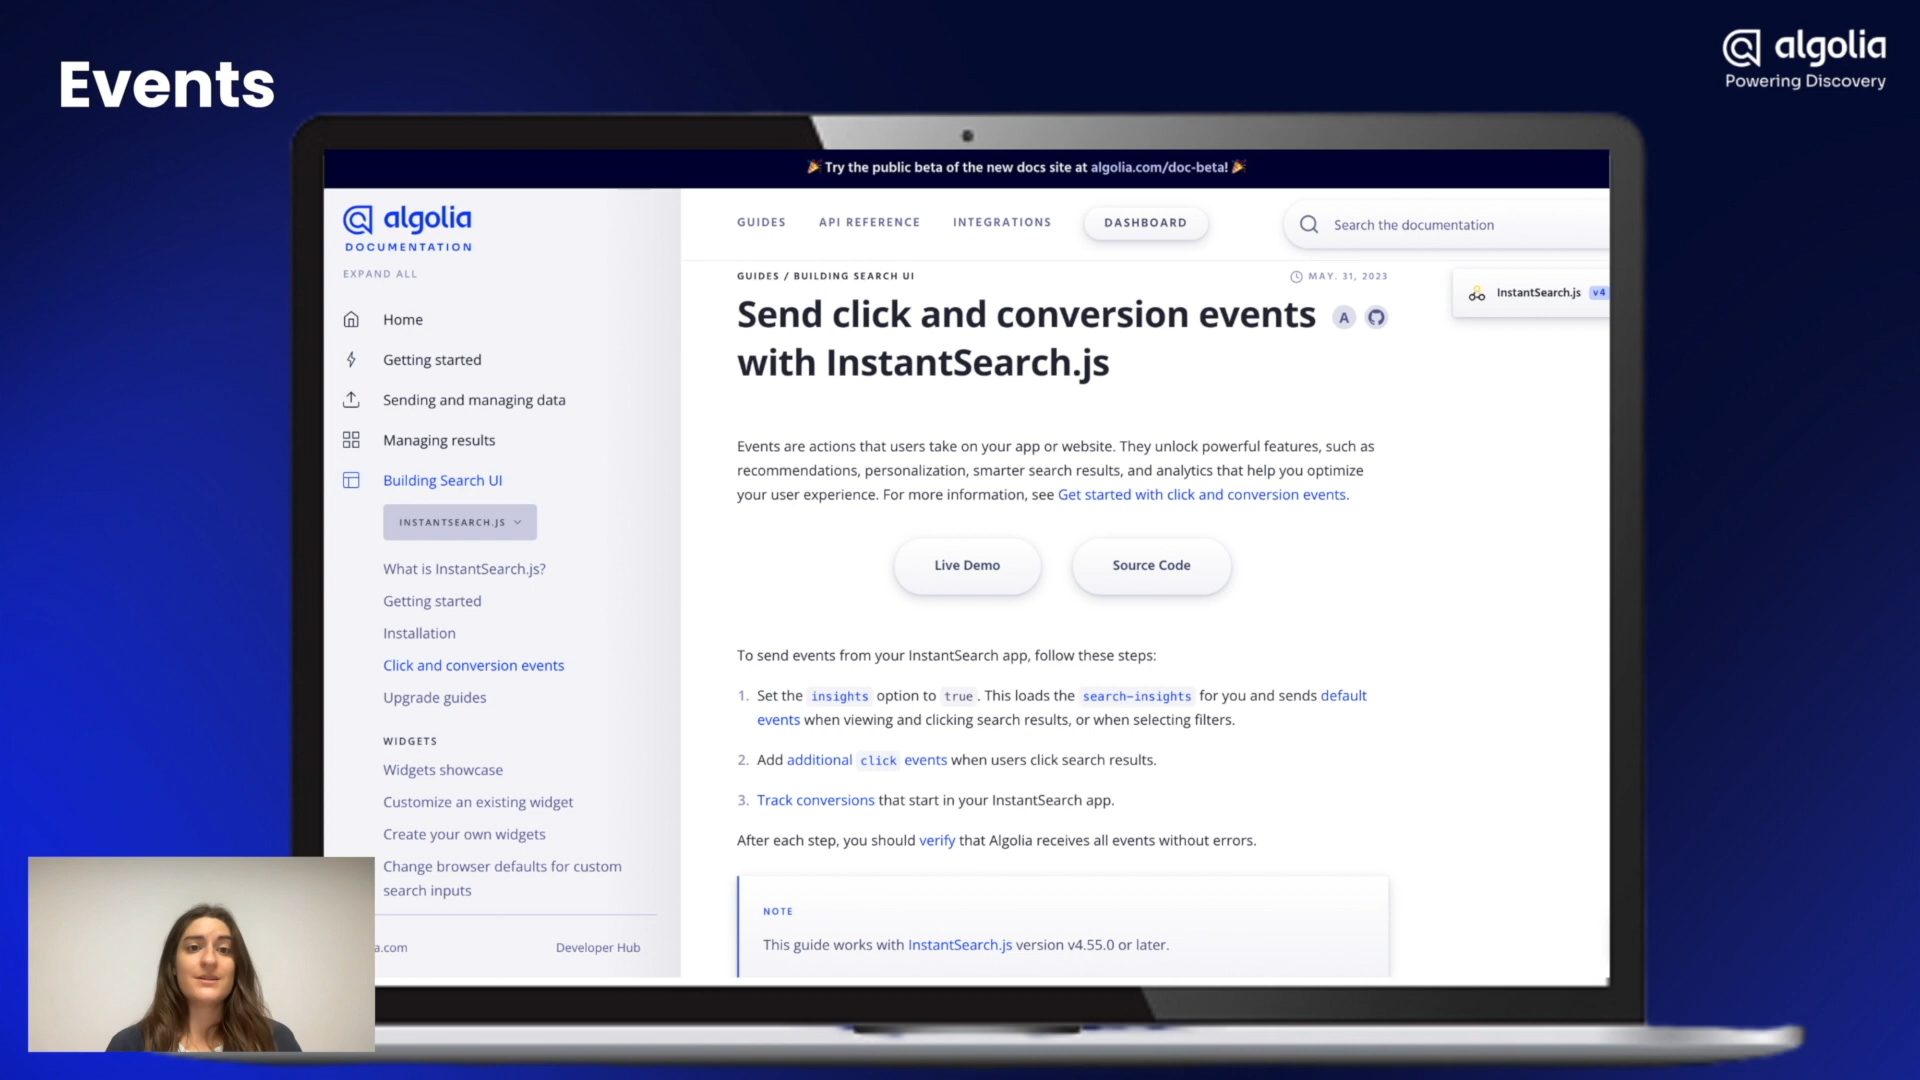 Events
algolia
Powering Discovery
🎉 Try the public beta of the new docs site at algolia.com/doc-beta! 🎉
algolia
DOCUMENTATION
EXPAND ALL
Home
Getting started
Sending and managing data
Managing results
Building Search UI
INSTANTSEARCH.JS
What is InstantSearch.js?
Getting started
Installation
Click and conversion events
Upgrade guides
WIDGETS
Widgets showcase
Customize an existing widget
Create your own widgets
Change browser defaults for custom
search inputs
a.com
Developer Hub
GUIDES
API REFERENCE
INTEGRATIONS
DASHBOARD
Search the documentation
GUIDES / BUILDING SEARCH UI
MAY. 31, 2023
InstantSearch.js v4
Send click and conversion events
A
with InstantSearch.js
Events are actions that users take on your app or website. They unlock powerful features, such as
recommendations, personalization, smarter search results, and analytics that help you optimize
your user experience. For more information, see Get started with click and conversion events.
Live Demo
Source Code
To send events from your InstantSearch app, follow these steps:
1. Set the insights option to true. This loads the search-insights for you and sends default
events when viewing and clicking search results, or when selecting filters.
2. Add additional click events when users click search results.
3. Track conversions that start in your InstantSearch app.
After each step, you should verify that Algolia receives all events without errors.
NOTE
This guide works with InstantSearch.js version v4.55.0 or later.